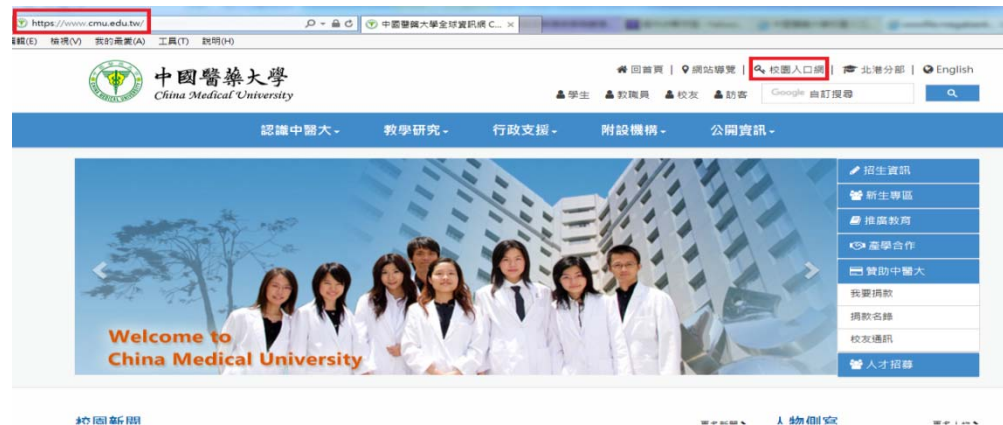 https://www.cmu.edu.tw/
中國醫藥大學全球資訊網 C...
檢視(V) 我的最愛(A) 工具(T) 說明(H)
中國醫藥大學
China Medical University
回首頁 | 網站導覽 | 校園入口網 | 北港分部 | English
學生 教職員 校友 訪客 Google 自訂搜尋
認識中醫大 教學研究 行政支援 附設機構 公開資訊
招生資訊
新生專區
推廣教育
產學合作
贊助中醫大
我要捐款
捐款名錄
校友通訊
人才招募
Welcome to
China Medical University
校園新聞
人物側寫